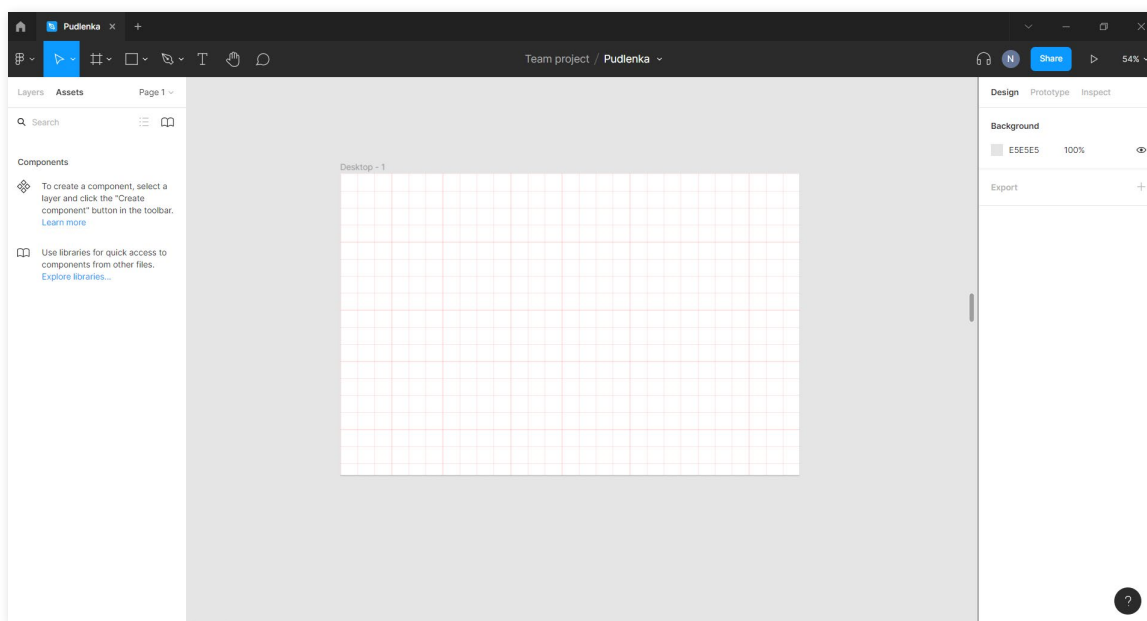 Pudlenka
Team project / Pudlenka
N
Share
54%
Layers Assets Page 1
Search
Components
To create a component, select a
layer and click the "Create
component" button in the toolbar.
Learn more
Use libraries for quick access to
components from other files.
Explore libraries...
Desktop - 1
Design Prototype Inspect
Background
E5E5E5 100%
Export
?